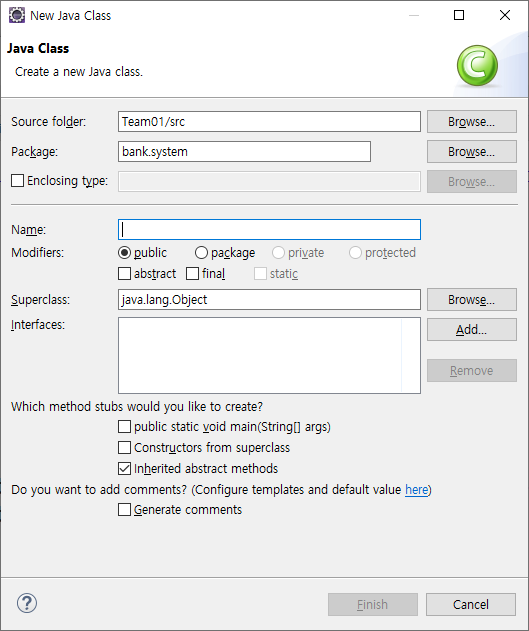 New Java Class
Java Class
Create a new Java class.
C
Source folder: Team01/src Browse...
Package: bank.system Browse...
Enclosing type: Browse...
Name:
Modifiers: public package private protected
abstract final static
Superclass: java.lang.Object Browse...
Interfaces: Add...
Remove
Which method stubs would you like to create?
public static void main(String[] args)
Constructors from superclass
Inherited abstract methods
Do you want to add comments? (Configure templates and default value here)
Generate comments
? Finish Cancel